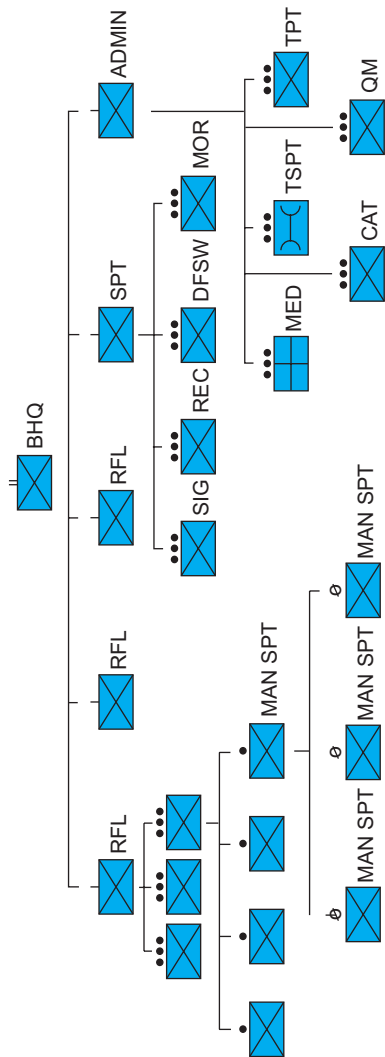 BHQ
RFL
RFL
RFL
SPT
ADMIN
SIG
REC
DFSW
MOR
MED
TSPT
TPT
CAT
QM
MAN SPT
MAN SPT
MAN SPT
MAN SPT